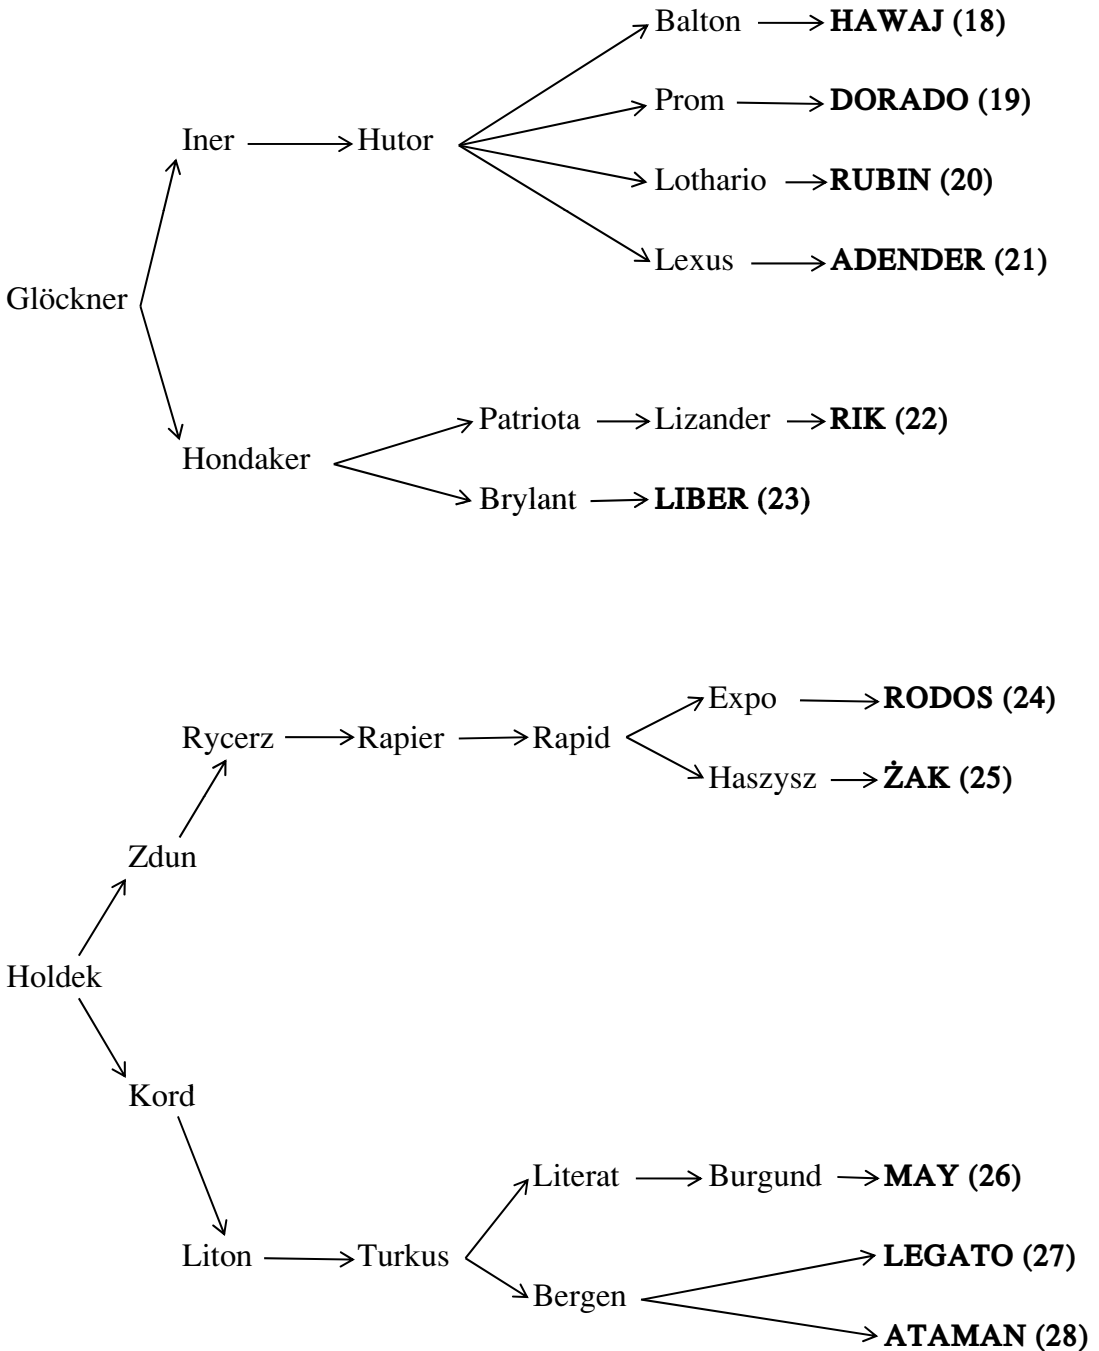 Balton HAWAJ (18)
Prom DORADO (19)
Iner Hutor
Lothario RUBIN (20)
Lexus ADENDER (21)
Glöckner
Patriota Lizander RIK (22)
Hondaker
Brylant LIBER (23)
Expo RODOS (24)
Rycerz Rapier Rapid
Haszysz ŻAK (25)
Zdun
Holdek
Kord
Literat Burgund MAY (26)
Liton Turkus LEGATO (27)
Bergen
ATAMAN (28)